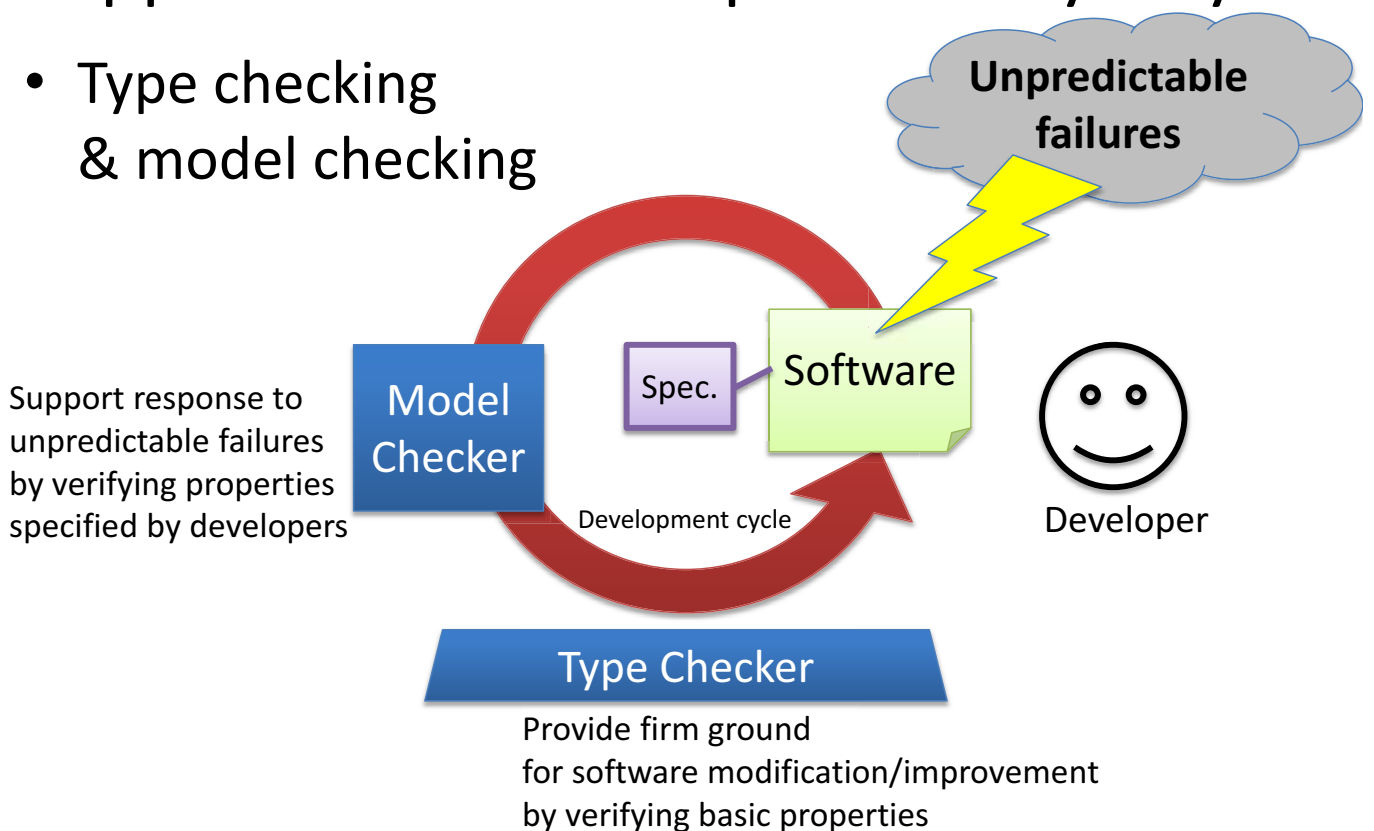 • Type checking
& model checking
Unpredictable
failures
Spec.
Software
Model
Checker
Support response to
unpredictable failures
by verifying properties
specified by developers
Development cycle
Developer
Type Checker
Provide firm ground
for software modification/improvement
by verifying basic properties